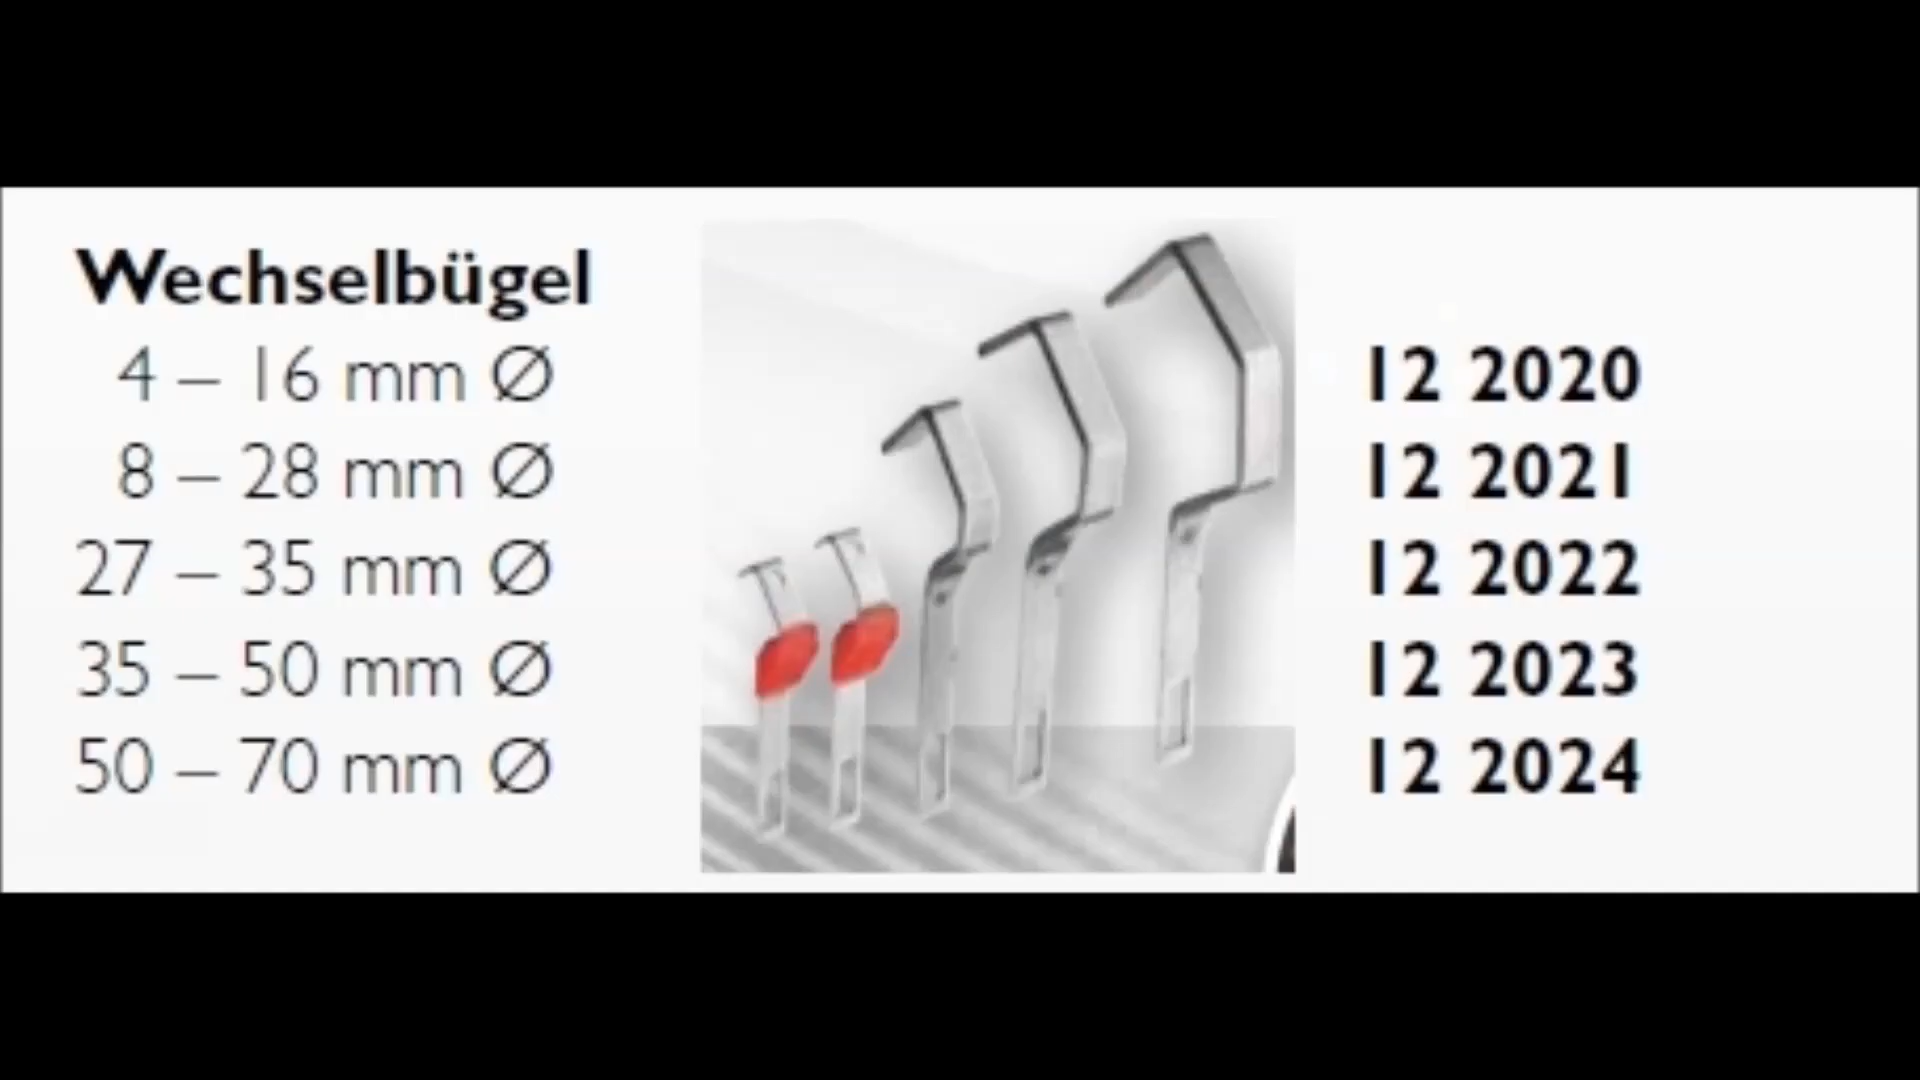 Wechselbügel
4 – 16 mm Ø 12 2020
8 – 28 mm Ø 12 2021
27 – 35 mm Ø 12 2022
35 – 50 mm Ø 12 2023
50 – 70 mm Ø 12 2024